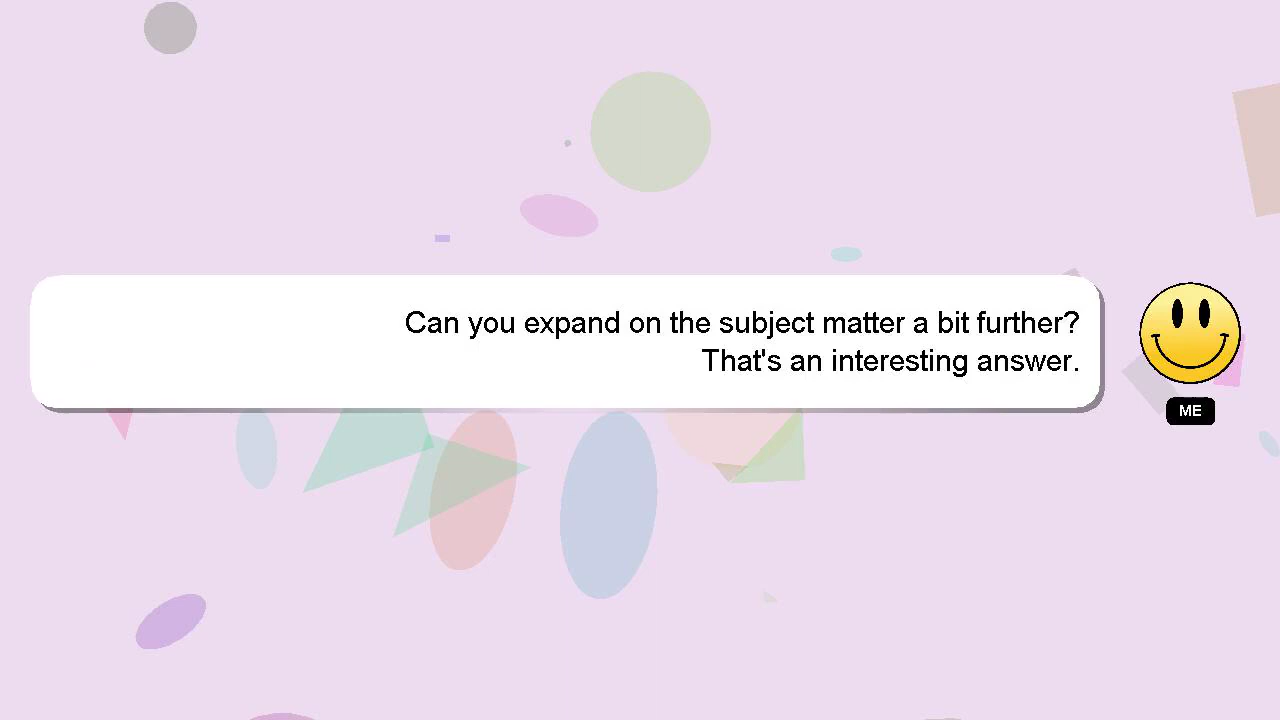 Can you expand on the subject matter a bit further?
That's an interesting answer.
ME